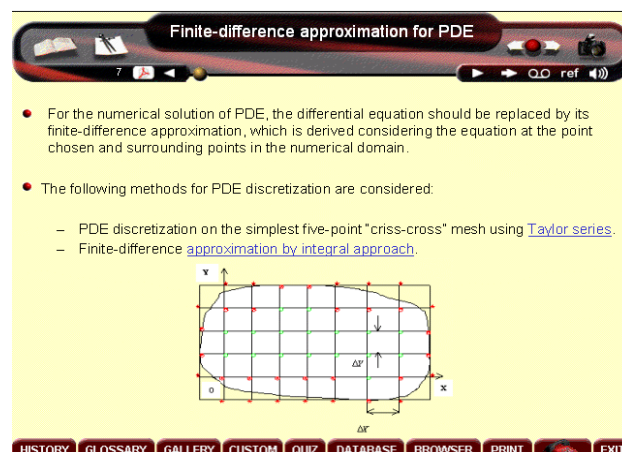 Finite-difference approximation for PDE
7
ref
For the numerical solution of PDE, the differential equation should be replaced by its
finite-difference approximation, which is derived considering the equation at the point
chosen and surrounding points in the numerical domain.
The following methods for PDE discretization are considered:
– PDE discretization on the simplest five-point "criss-cross" mesh using Taylor series.
– Finite-difference approximation by integral approach.
Y
ΔY
0
X
ΔX
HISTORY GLOSSARY GALLERY CUSTOM QUIZ DATABASE BROWSER PRINT EXIT